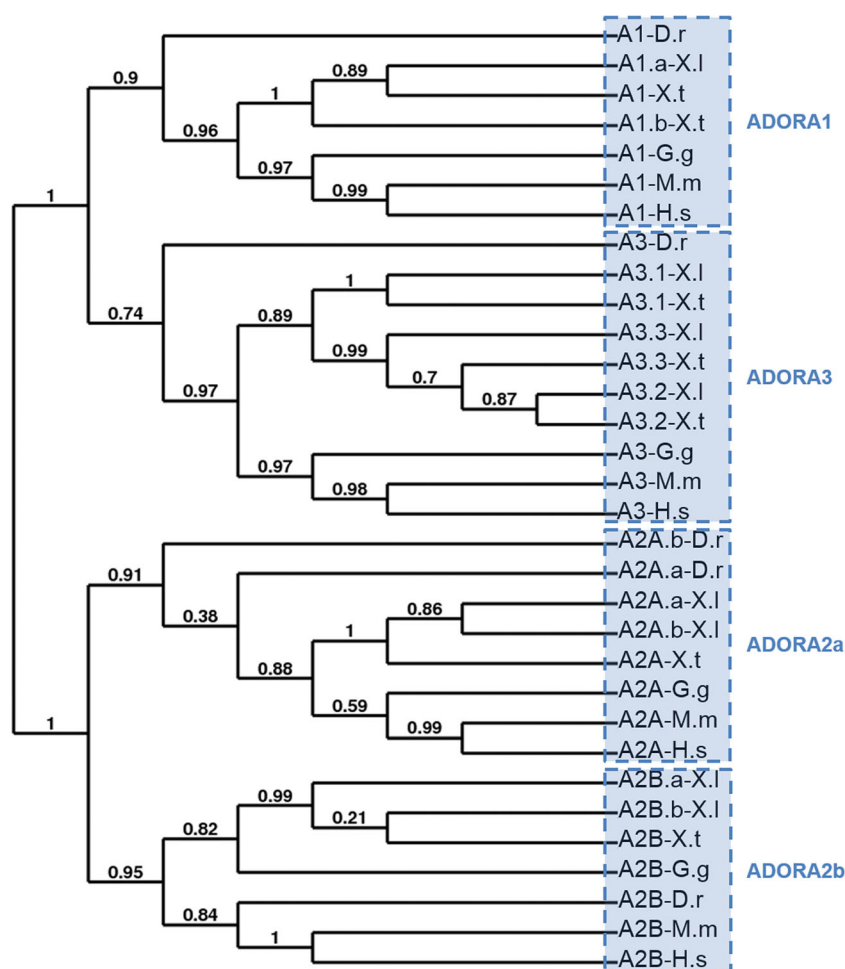 A1-D.r
0.9
A1.a-X.l
0.89
1
A1-X.t
A1.b-X.t
ADORA1
0.96
A1-G.g
0.97
A1-M.m
0.99
1
A1-H.s
A3-D.r
A3.1-X.l
1
A3.1-X.t
0.74
0.89
A3.3-X.l
0.99
A3.3-X.t
0.7
ADORA3
0.97
A3.2-X.l
0.87
A3.2-X.t
A3-G.g
0.97
A3-M.m
0.98
A3-H.s
A2A.b-D.r
0.91
A2A.a-D.r
A2A.a-X.l
0.86
0.38
A2A.b-X.l
1
ADORA2a
A2A-X.t
0.88
A2A-G.g
0.59
A2A-M.m
0.99
1
A2A-H.s
A2B.a-X.l
0.99
A2B.b-X.l
0.21
0.82
A2B-X.t
A2B-G.g
ADORA2b
0.95
A2B-D.r
0.84
A2B-M.m
1
A2B-H.s